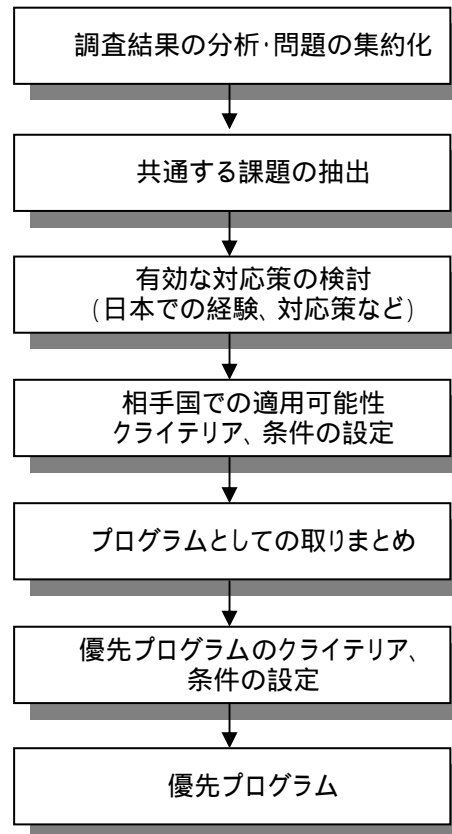 調査結果の分析･問題の集約化
共通する課題の抽出
有効な対応策の検討
(日本での経験、対応策など)
相手国での適用可能性
クライテリア、条件の設定
プログラムとしての取りまとめ
優先プログラムのクライテリア、
条件の設定
優先プログラム